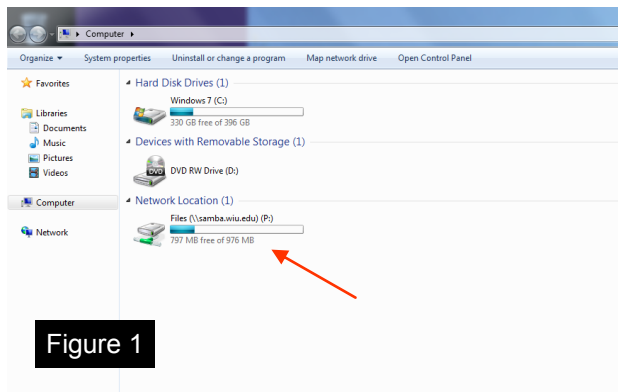 Computer
Organize System properties Uninstall or change a program Map network drive Open Control Panel
Favorites
Libraries
Documents
Music
Pictures
Videos
Computer
Network
Hard Disk Drives (1)
Windows 7 (C:)
330 GB free of 396 GB
Devices with Removable Storage (1)
DVD
DVD RW Drive (D:)
Network Location (1)
Files (\\samba.wiu.edu) (P:)
797 MB free of 976 MB
Figure 1